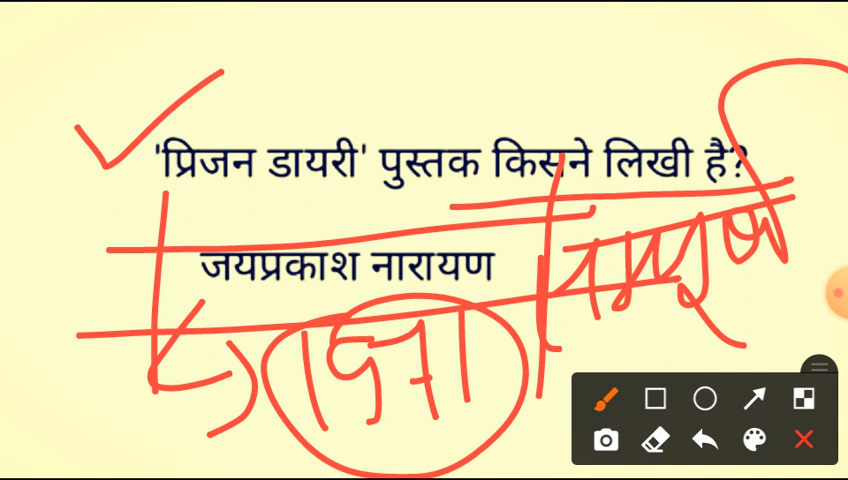 'प्रिजन डायरी' पुस्तक किसने लिखी है?
जयप्रकाश नारायण